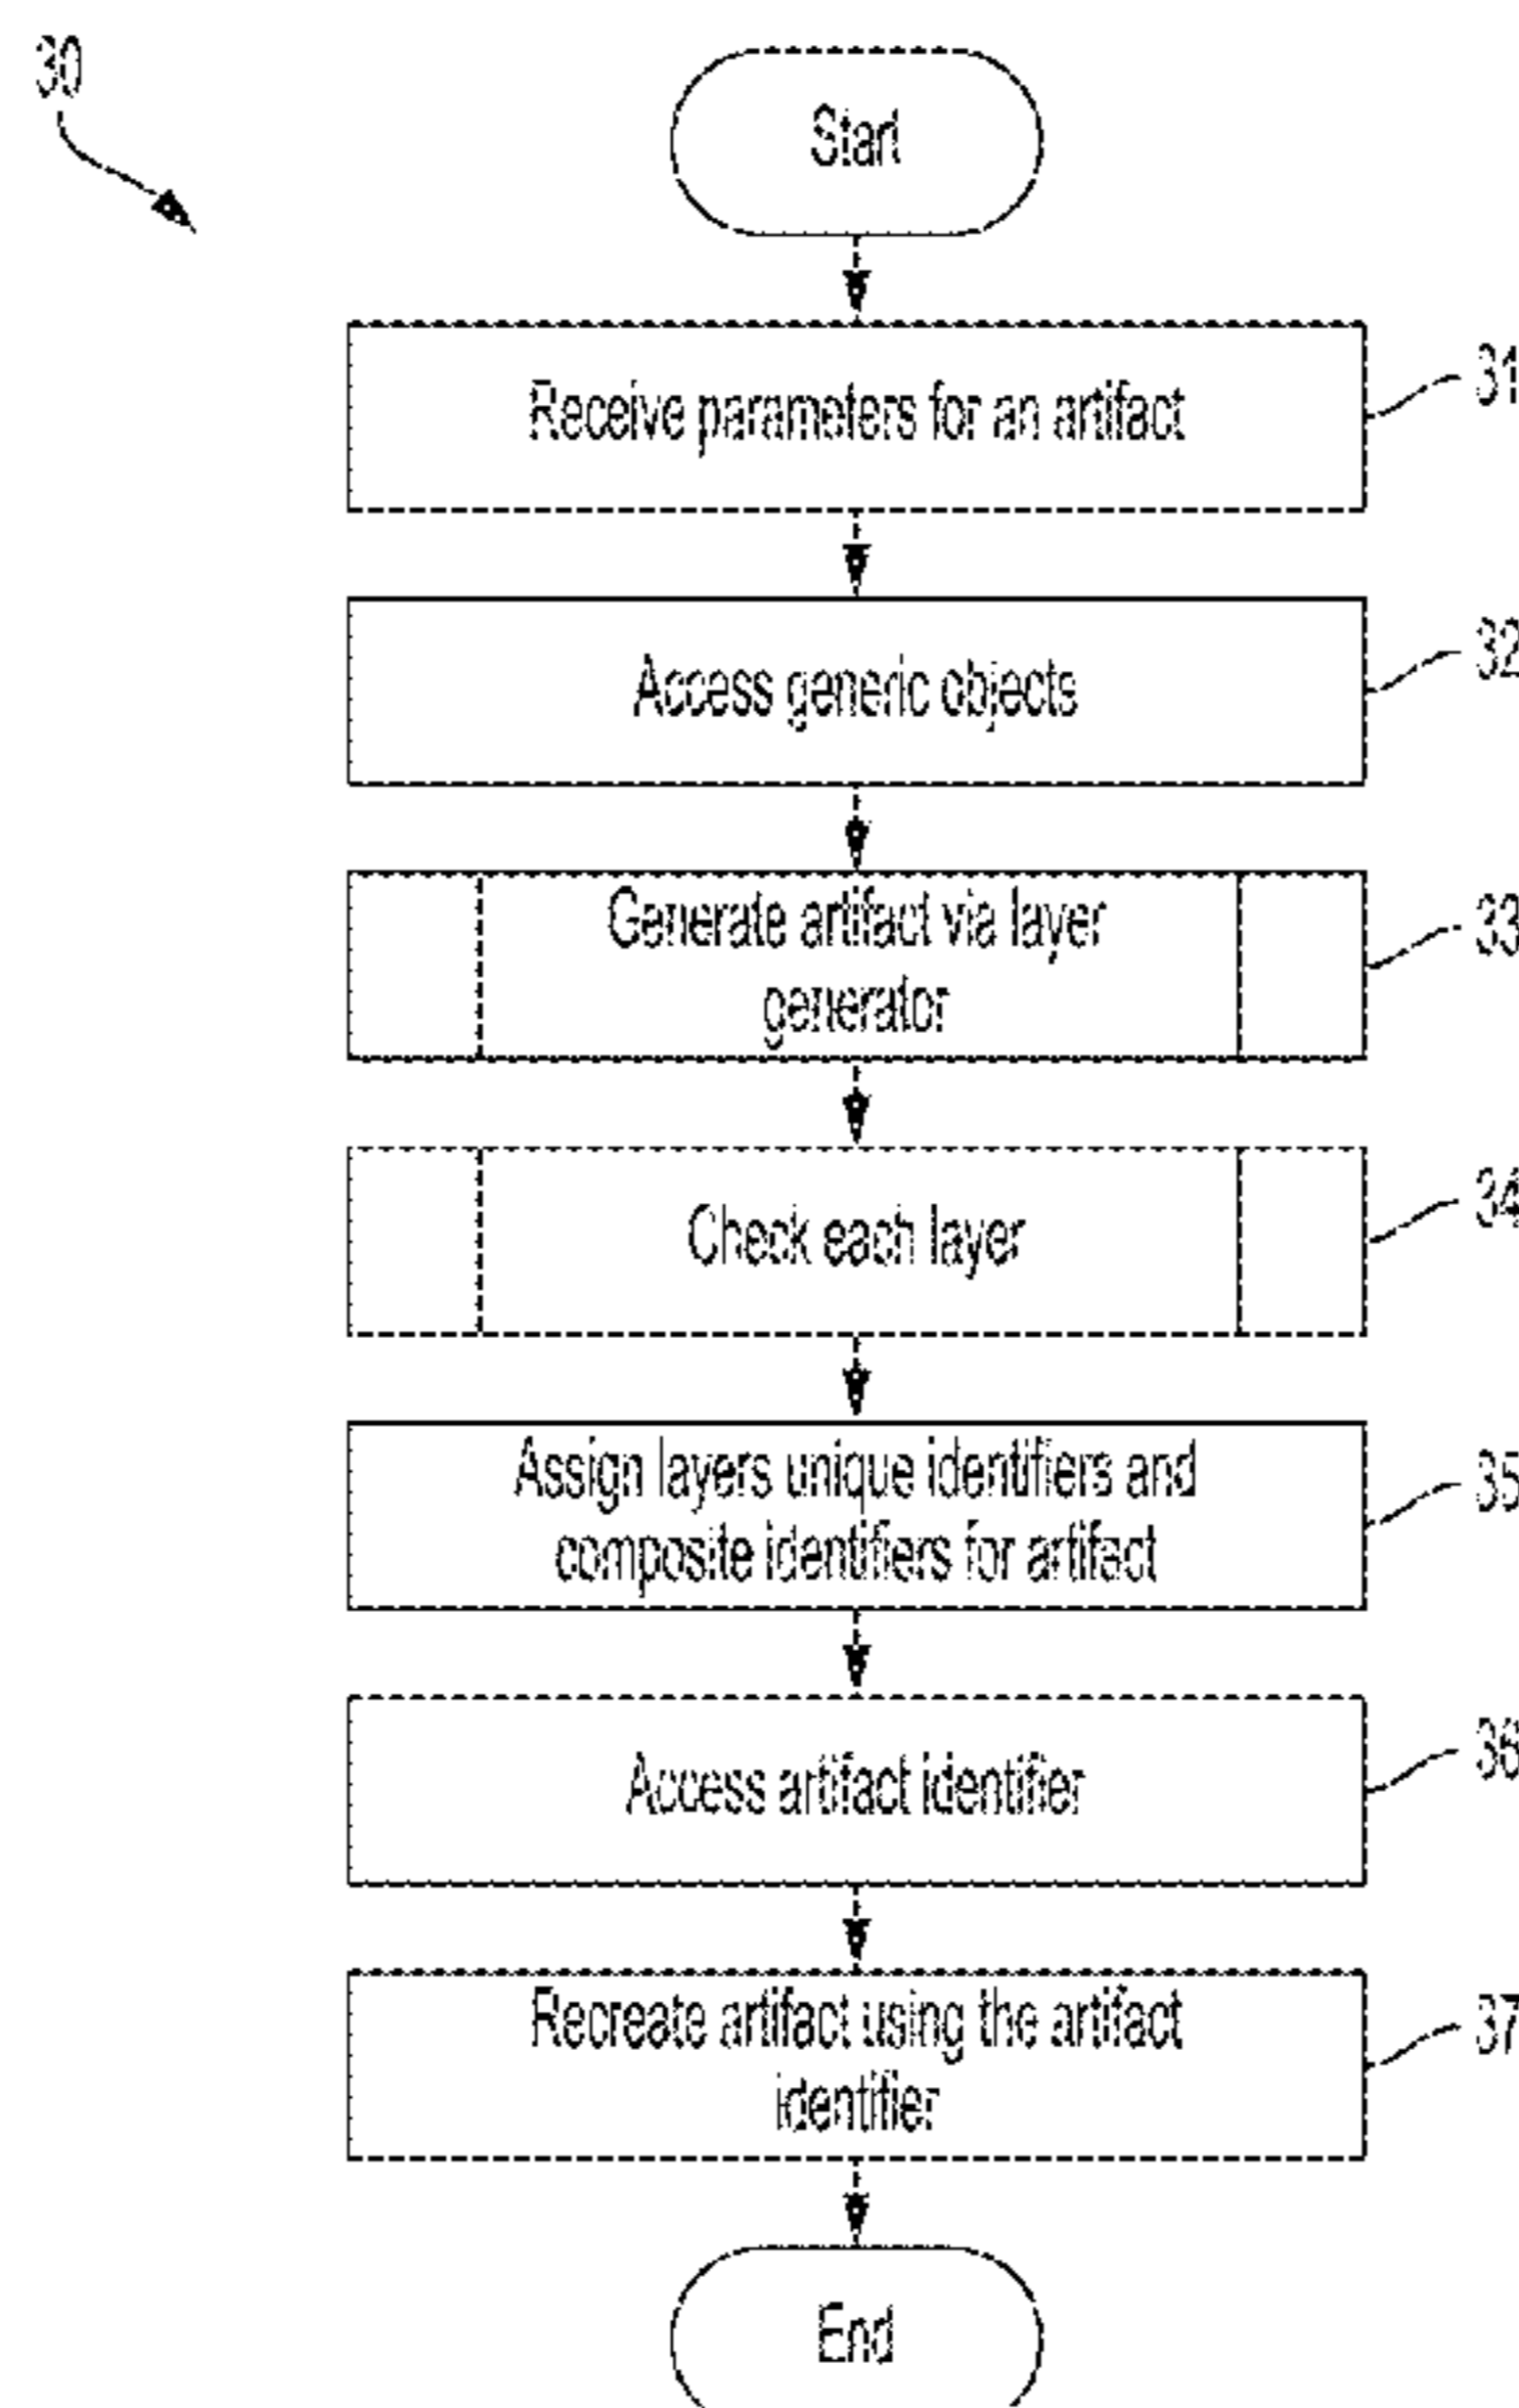 30
Start
Receive parameters for an artifact
31
Access generic objects
32
Generate artifact via layer
generator
33
Check each layer
34
Assign layers unique identifiers and
composite identifiers for artifact
35
Access artifact identifier
36
Recreate artifact using the artifact
identifier
37
End